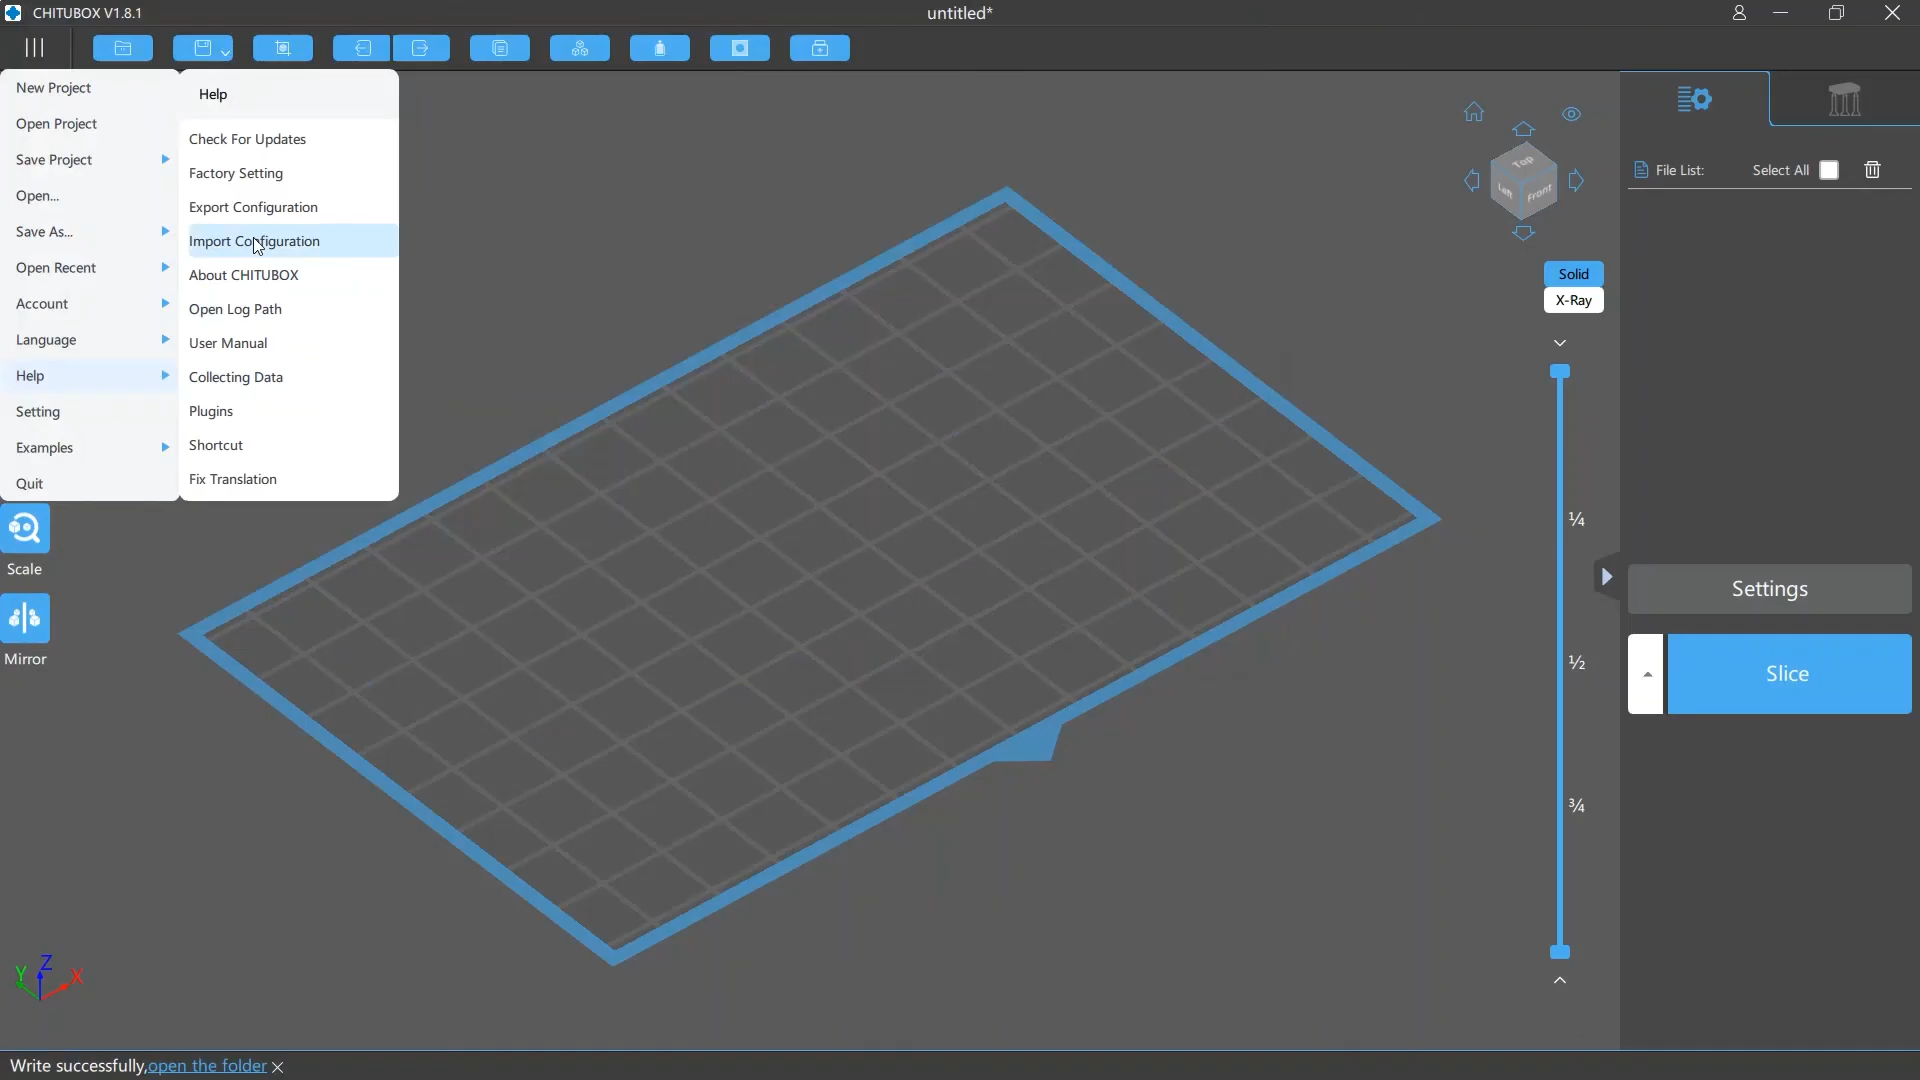 CHITUBOX V1.8.1
untitled*
New Project
Open Project
Save Project
Open...
Save As...
Open Recent
Account
Language
Help
Setting
Examples
Quit
Help
Check For Updates
Factory Setting
Export Configuration
Import Configuration
About CHITUBOX
Open Log Path
User Manual
Collecting Data
Plugins
Shortcut
Fix Translation
Scale
Mirror
Top
Left
Front
Solid
X-Ray
¼
½
¾
File List:
Select All
Settings
Slice
Z
Y
X
Write successfully,open the folder